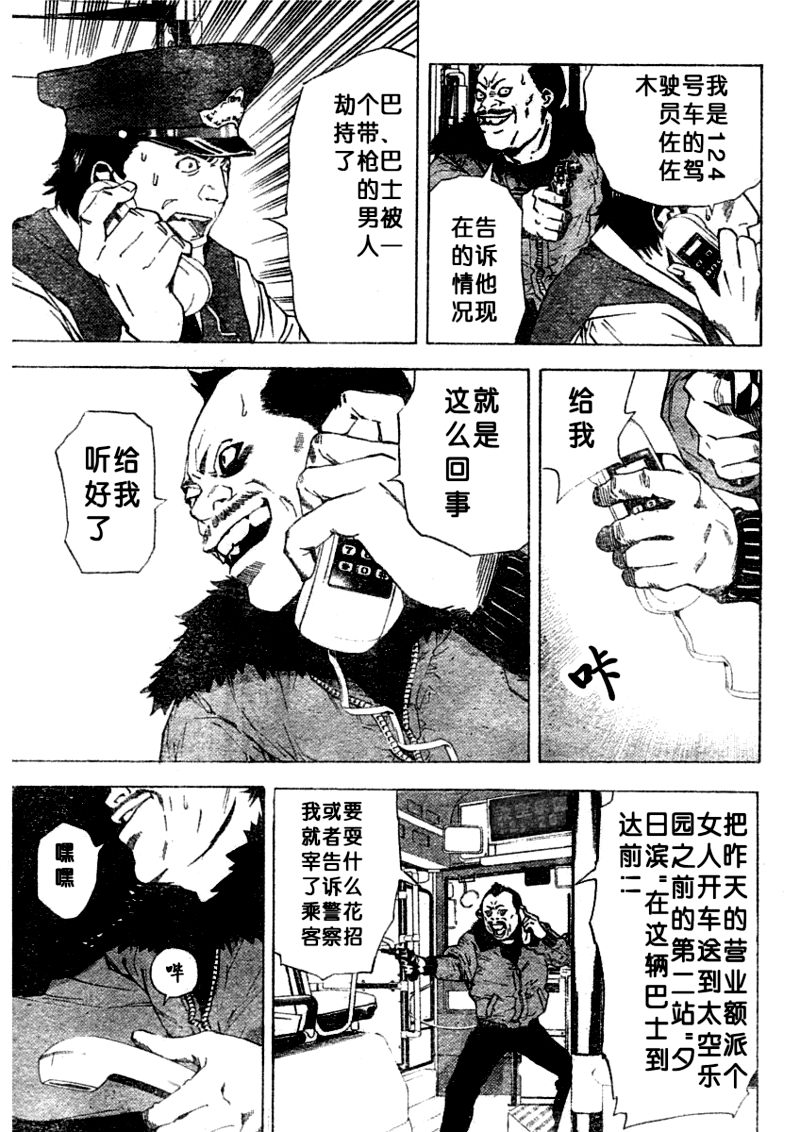 我是124
号车的驾
驶员佐佐
木
告诉他现
在的情况
巴、巴士被一
个带枪的男人
劫持了
给
我
咔
就是
这么
回
事
给我
听好
了
把昨天的营业额派个
女人开车送到太空乐
园之前的第二站“夕
日滨”在这辆巴士到
达前!!
要耍什么花招
或者告诉警察
我就宰了乘
客
嘿
嘿
哔